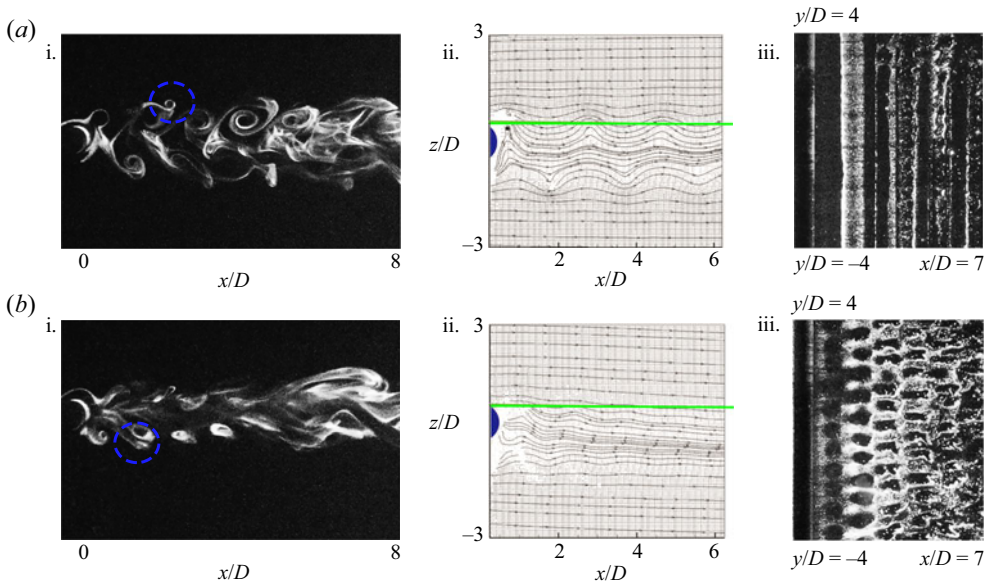 (a)
i.
0
8
x/D
ii.
3
z/D
–3
2
4
6
x/D
iii.
y/D = 4
y/D = –4
x/D = 7
(b)
i.
0
8
x/D
ii.
3
z/D
–3
2
4
6
x/D
iii.
y/D = 4
y/D = –4
x/D = 7